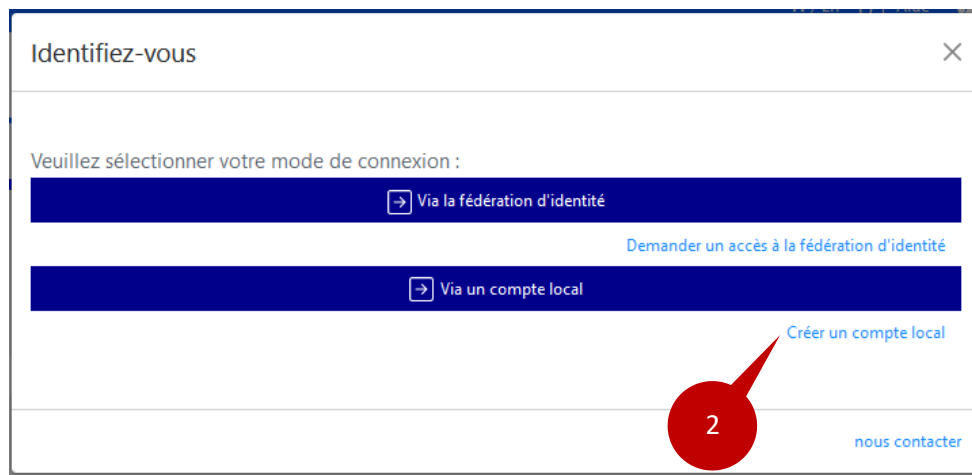 Identifiez-vous
Veuillez sélectionner votre mode de connexion :
Via la fédération d'identité
Demander un accès à la fédération d'identité
Via un compte local
Créer un compte local
2
nous contacter